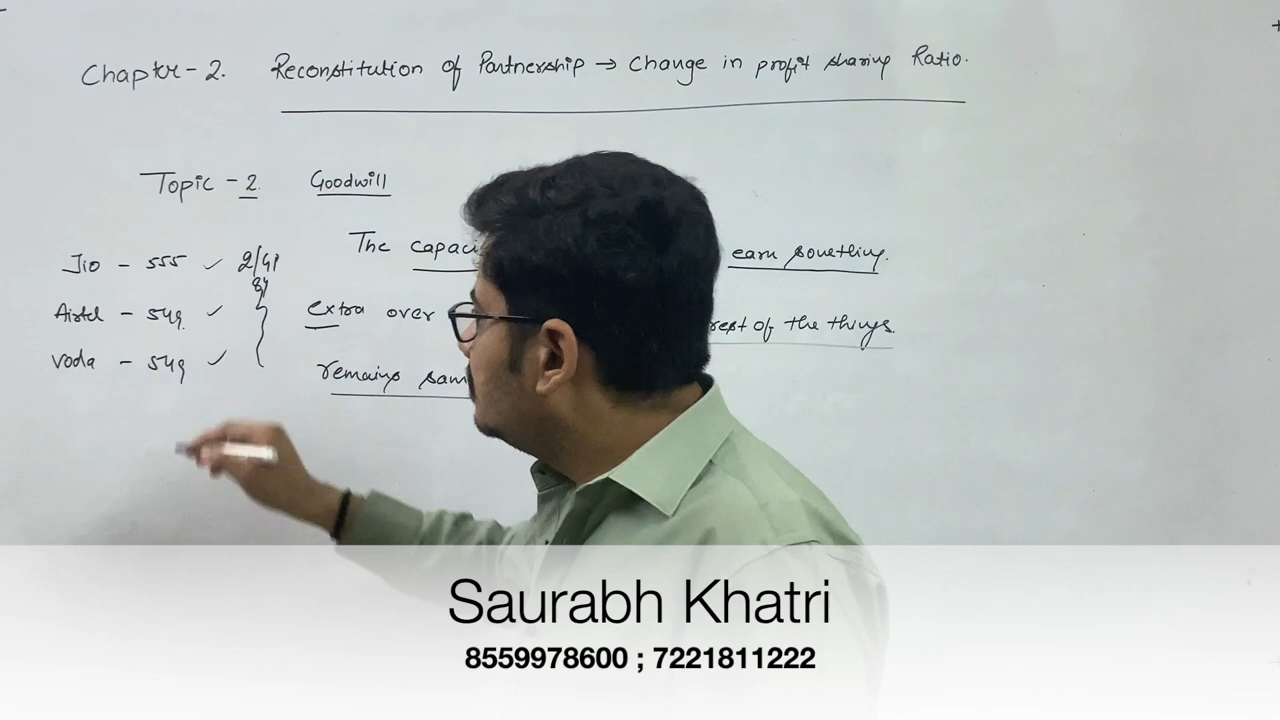 Chapter-2. Reconstitution of Partnership → Change in profit sharing Ratio.
Topic - 2. Goodwill
The capaci earn something.
Jio - 555 ✓ 2/41
84
Airtel - 549. ✓ extra over rest of the things.
Voda - 549 ✓ remains sam
Saurabh Khatri
8559978600 ; 7221811222